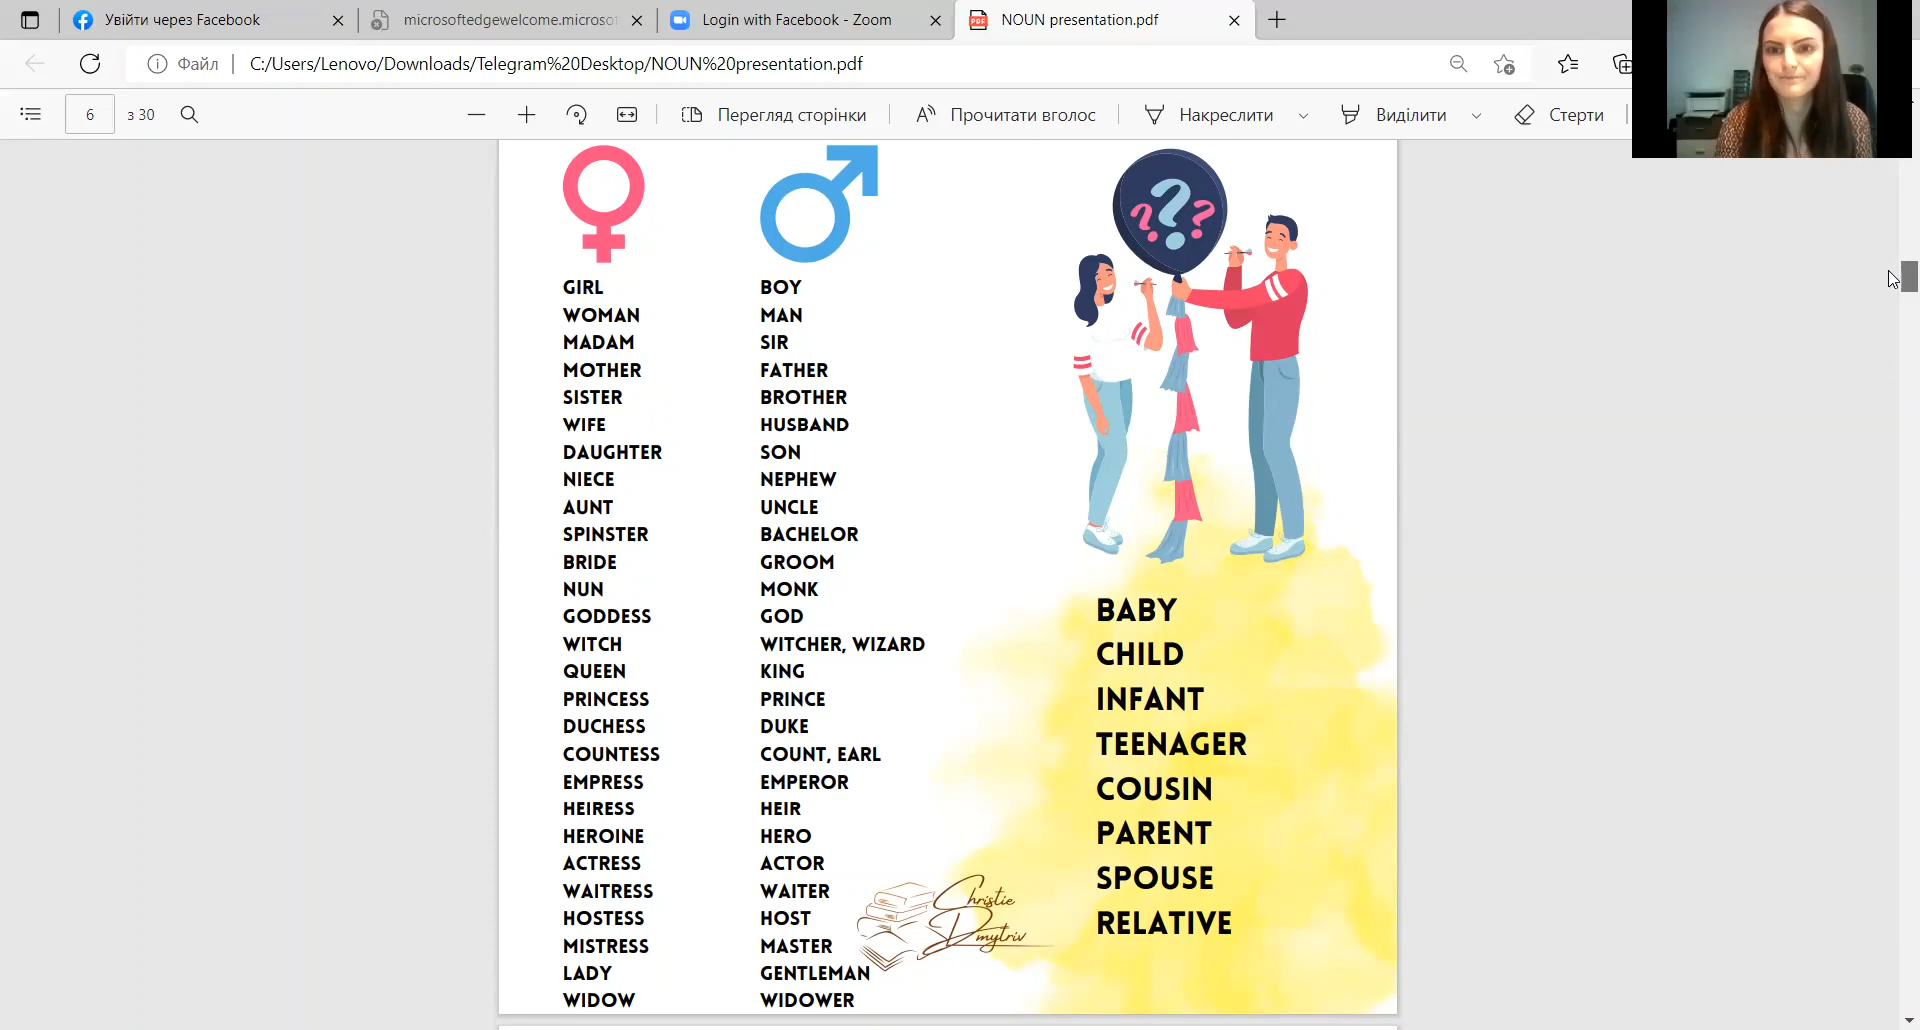 Увійти через Facebook
microsoftedgewelcome.microso
Login with Facebook - Zoom
NOUN presentation.pdf
Файл C:/Users/Lenovo/Downloads/Telegram%20Desktop/NOUN%20presentation.pdf
6 з 30
Перегляд сторінки
Прочитати вголос
Накреслити
Виділити
Стерти
GIRL BOY
WOMAN MAN
MADAM SIR
MOTHER FATHER
SISTER BROTHER
WIFE HUSBAND
DAUGHTER SON
NIECE NEPHEW
AUNT UNCLE
SPINSTER BACHELOR
BRIDE GROOM
NUN MONK
GODDESS GOD
WITCH WITCHER, WIZARD
QUEEN KING
PRINCESS PRINCE
DUCHESS DUKE
COUNTESS COUNT, EARL
EMPRESS EMPEROR
HEIRESS HEIR
HEROINE HERO
ACTRESS ACTOR
WAITRESS WAITER
HOSTESS HOST
MISTRESS MASTER
LADY GENTLEMAN
WIDOW WIDOWER
? ? ?
BABY
CHILD
INFANT
TEENAGER
COUSIN
PARENT
SPOUSE
RELATIVE
Christie
Dmytriv